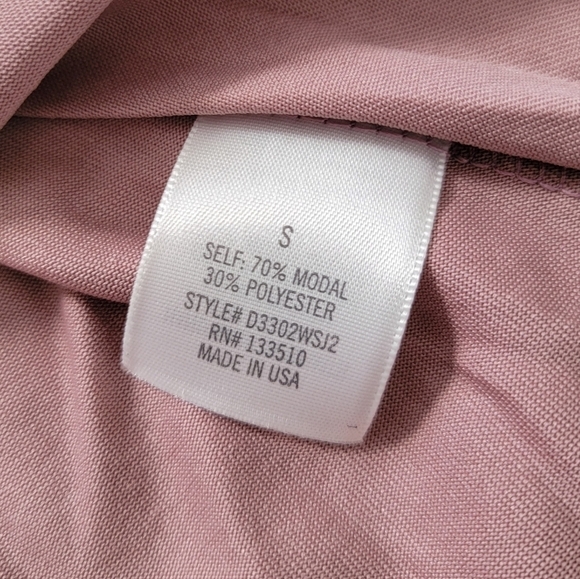 S
SELF: 70% MODAL
30% POLYESTER
STYLE# D3302WSJ2
RN# 133510
MADE IN USA